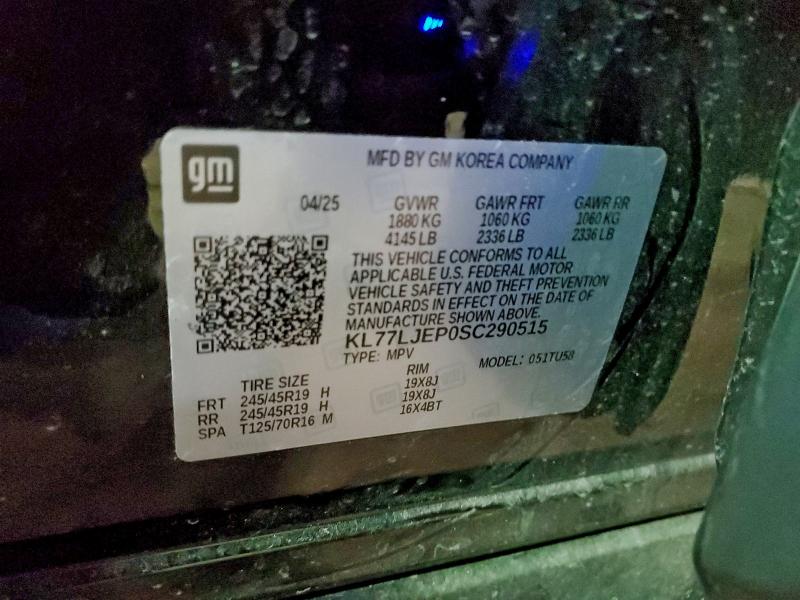 gm
MFD BY GM KOREA COMPANY
04/25 GVWR GAWR FRT GAWR RR
1880 KG 1060 KG 1060 KG
4145 LB 2336 LB 2336 LB
THIS VEHICLE CONFORMS TO ALL
APPLICABLE U.S. FEDERAL MOTOR
VEHICLE SAFETY AND THEFT PREVENTION
STANDARDS IN EFFECT ON THE DATE OF
MANUFACTURE SHOWN ABOVE.
KL77LJEP0SC290515
TYPE: MPV MODEL: 051TU58
TIRE SIZE RIM
FRT 245/45R19 H 19X8J
RR 245/45R19 H 19X8J
SPA T125/70R16 M 16X4BT